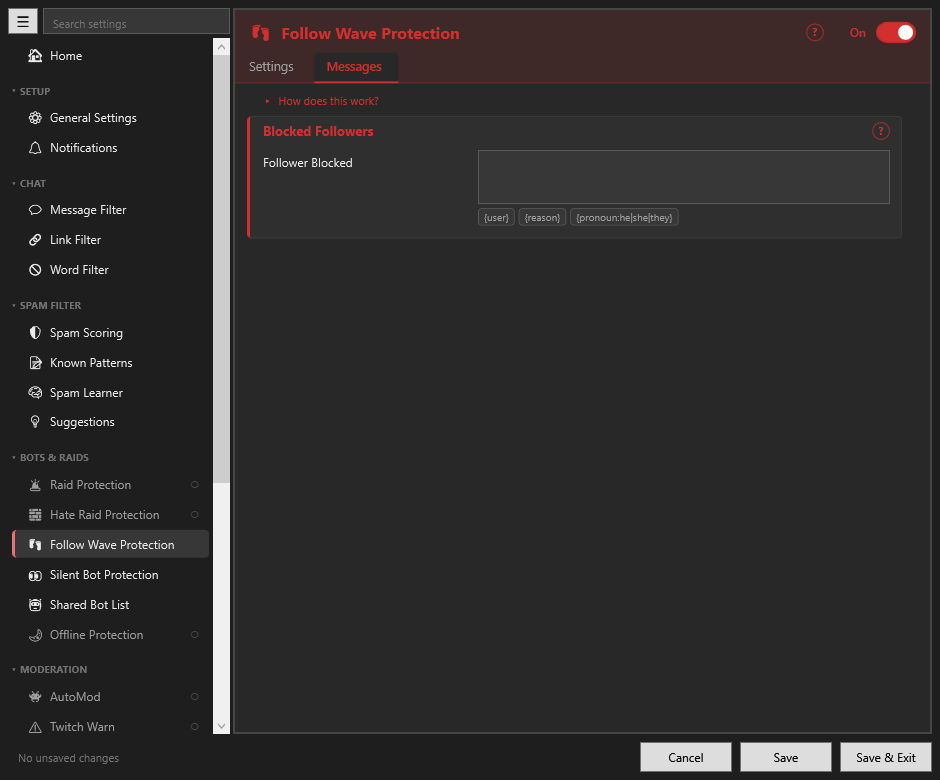 ☰
Search settings
Home
SETUP
General Settings
Notifications
CHAT
Message Filter
Link Filter
Word Filter
SPAM FILTER
Spam Scoring
Known Patterns
Spam Learner
Suggestions
BOTS & RAIDS
Raid Protection
Hate Raid Protection
Follow Wave Protection
Silent Bot Protection
Shared Bot List
Offline Protection
MODERATION
AutoMod
Twitch Warn
No unsaved changes
Follow Wave Protection
? On
Settings Messages
How does this work?
Blocked Followers ?
Follower Blocked
{user} {reason} {pronoun:he|she|they}
Cancel Save Save & Exit